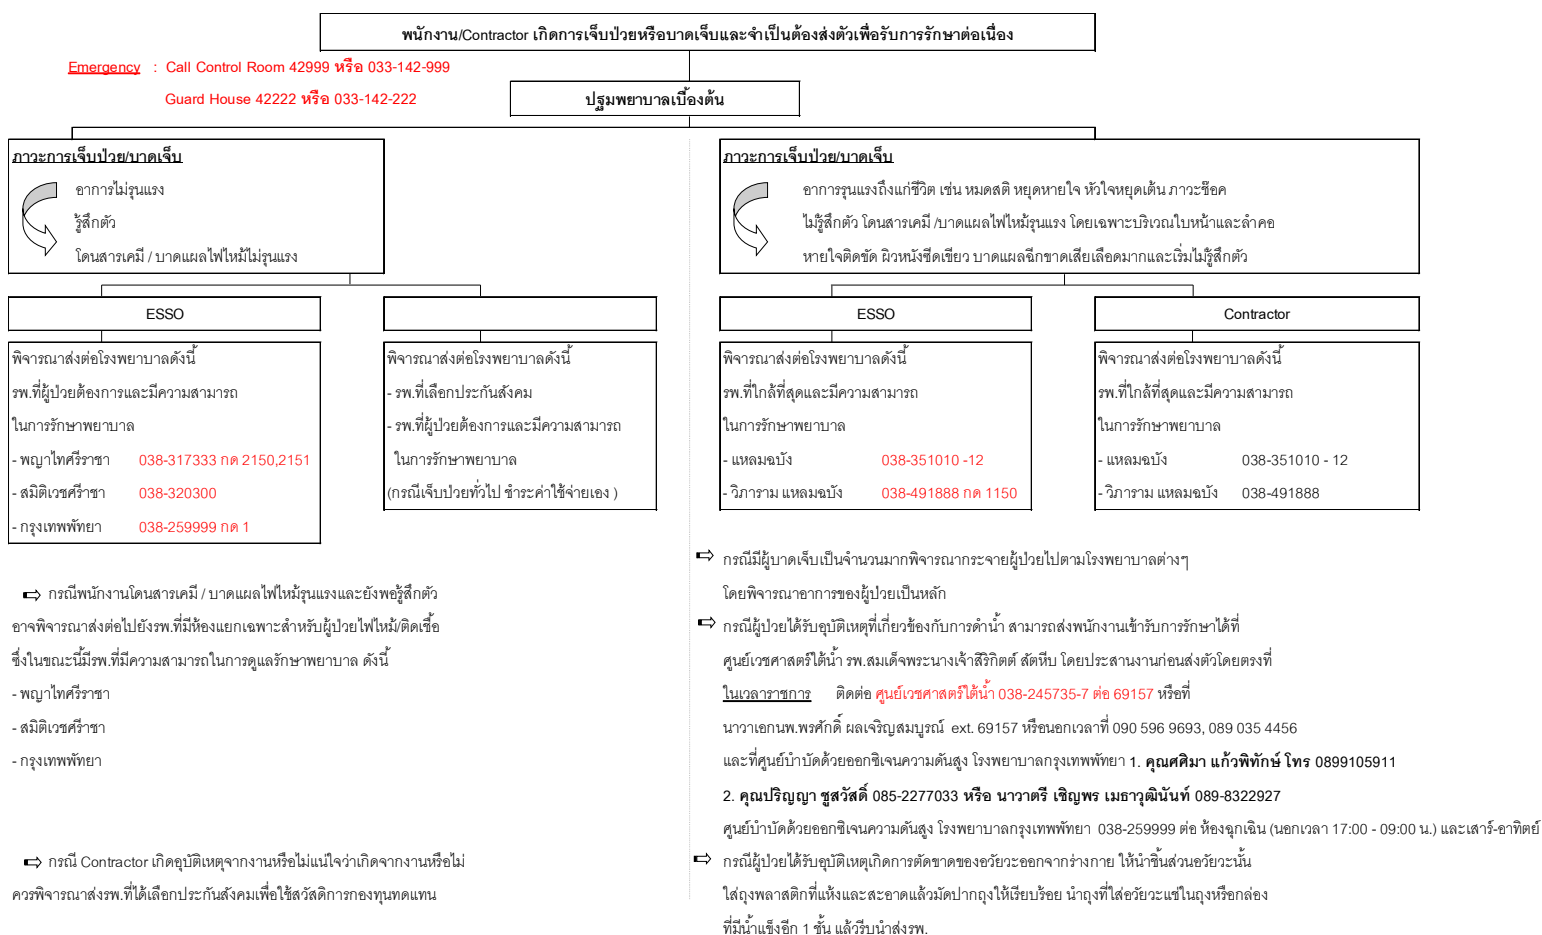 พนักงาน/Contractor เกิดการเจ็บป่วยหรือบาดเจ็บและจำเป็นต้องส่งตัวเพื่อรับการรักษาต่อเนื่อง
Emergency : Call Control Room 42999 หรือ 033-142-999
Guard House 42222 หรือ 033-142-222
ปฐมพยาบาลเบื้องต้น
ภาวะการเจ็บป่วย/บาดเจ็บ
อาการไม่รุนแรง
รู้สึกตัว
โดนสารเคมี / บาดแผลไฟไหม้ไม่รุนแรง
ภาวะการเจ็บป่วย/บาดเจ็บ
อาการรุนแรงถึงแก่ชีวิต เช่น หมดสติ หยุดหายใจ หัวใจหยุดเต้น ภาวะช๊อค
ไม่รู้สึกตัว โดนสารเคมี /บาดแผลไฟไหม้รุนแรง โดยเฉพาะบริเวณใบหน้าและลำคอ
หายใจติดขัด ผิวหนังซีดเขียว บาดแผลฉีกขาดเสียเลือดมากและเริ่มไม่รู้สึกตัว
ESSO
พิจารณาส่งต่อโรงพยาบาลดังนี้
รพ.ที่ผู้ป่วยต้องการและมีความสามารถ
ในการรักษาพยาบาล
- พญาไทศรีราชา 038-317333 กด 2150,2151
- สมิติเวชศรีราชา 038-320300
- กรุงเทพพัทยา 038-259999 กด 1
พิจารณาส่งต่อโรงพยาบาลดังนี้
- รพ.ที่เลือกประกันสังคม
- รพ.ที่ผู้ป่วยต้องการและมีความสามารถ
ในการรักษาพยาบาล
(กรณีเจ็บป่วยทั่วไป ชำระค่าใช้จ่ายเอง )
ESSO
พิจารณาส่งต่อโรงพยาบาลดังนี้
รพ.ที่ใกล้ที่สุดและมีความสามารถ
ในการรักษาพยาบาล
- แหลมฉบัง 038-351010 -12
- วิภาราม แหลมฉบัง 038-491888 กด 1150
Contractor
พิจารณาส่งต่อโรงพยาบาลดังนี้
รพ.ที่ใกล้ที่สุดและมีความสามารถ
ในการรักษาพยาบาล
- แหลมฉบัง 038-351010 - 12
- วิภาราม แหลมฉบัง 038-491888
⇨ กรณีพนักงานโดนสารเคมี / บาดแผลไฟไหม้รุนแรงและยังพอรู้สึกตัว
อาจพิจารณาส่งต่อไปยังรพ.ที่มีห้องแยกเฉพาะสำหรับผู้ป่วยไฟไหม้/ติดเชื้อ
ซึ่งในขณะนี้มีรพ.ที่มีความสามารถในการดูแลรักษาพยาบาล ดังนี้
- พญาไทศรีราชา
- สมิติเวชศรีราชา
- กรุงเทพพัทยา
⇨ กรณี Contractor เกิดอุบัติเหตุจากงานหรือไม่แน่ใจว่าเกิดจากงานหรือไม่
ควรพิจารณาส่งรพ.ที่ได้เลือกประกันสังคมเพื่อใช้สวัสดิการกองทุนทดแทน
⇨ กรณีมีผู้บาดเจ็บเป็นจำนวนมากพิจารณากระจายผู้ป่วยไปตามโรงพยาบาลต่างๆ
โดยพิจารณาอาการของผู้ป่วยเป็นหลัก
⇨ กรณีผู้ป่วยได้รับอุบัติเหตุที่เกี่ยวข้องกับการดำน้ำ สามารถส่งพนักงานเข้ารับการรักษาได้ที่
ศูนย์เวชศาสตร์ใต้น้ำ รพ.สมเด็จพระนางเจ้าสิริกิตต์ สัตหีบ โดยประสานงานก่อนส่งตัวโดยตรงที่
ในเวลาราชการ ติดต่อ ศูนย์เวชศาสตร์ใต้น้ำ 038-245735-7 ต่อ 69157 หรือที่
นาวาเอกนพ.พรศักดิ์ ผลเจริญสมบูรณ์ ext. 69157 หรือนอกเวลาที่ 090 596 9693, 089 035 4456
และที่ศูนย์บำบัดด้วยออกซิเจนความดันสูง โรงพยาบาลกรุงเทพพัทยา 1. คุณศศิมา แก้วพิทักษ์ โทร 0899105911
2. คุณปริญญา ชูสวัสดิ์ 085-2277033 หรือ นาวาตรี เชิญพร เมธาวุฒินันท์ 089-8322927
ศูนย์บำบัดด้วยออกซิเจนความดันสูง โรงพยาบาลกรุงเทพพัทยา 038-259999 ต่อ ห้องฉุกเฉิน (นอกเวลา 17:00 - 09:00 น.) และเสาร์-อาทิตย์
⇨ กรณีผู้ป่วยได้รับอุบัติเหตุเกิดการตัดขาดของอวัยวะออกจากร่างกาย ให้นำชิ้นส่วนอวัยวะนั้น
ใส่ถุงพลาสติกที่แห้งและสะอาดแล้วมัดปากถุงให้เรียบร้อย นำถุงที่ใส่อวัยวะแช่ในถุงหรือกล่อง
ที่มีน้ำแข็งอีก 1 ชั้น แล้วรีบนำส่งรพ.